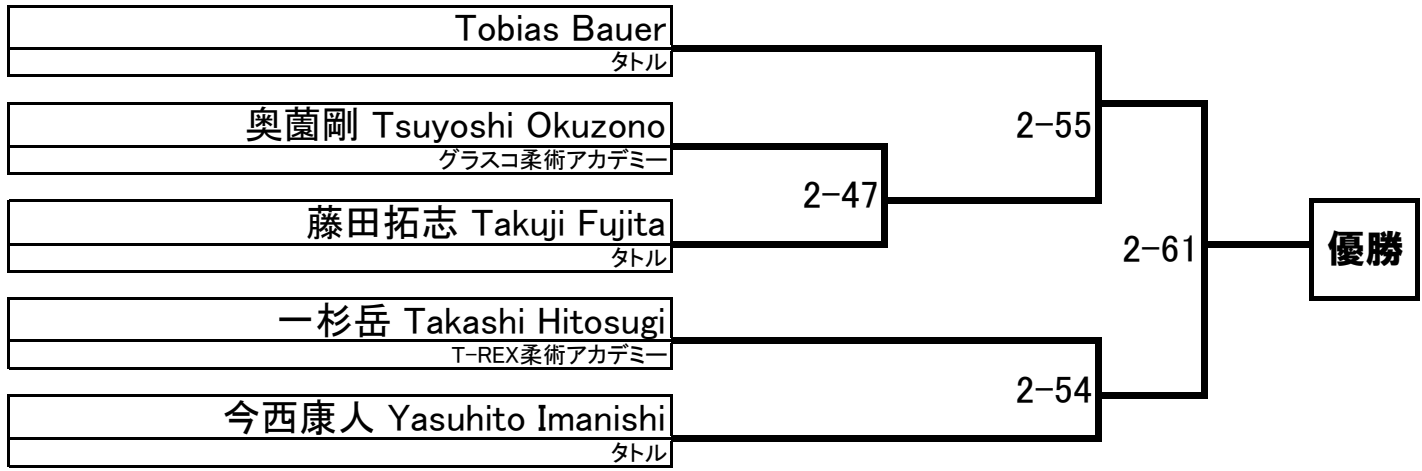 Tobias Bauer
タトル
奥薗剛 Tsuyoshi Okuzono
グラスコ柔術アカデミー
2-55
2-47
藤田拓志 Takuji Fujita
タトル
2-61
優勝
一杉岳 Takashi Hitosugi
T-REX柔術アカデミー
2-54
今西康人 Yasuhito Imanishi
タトル